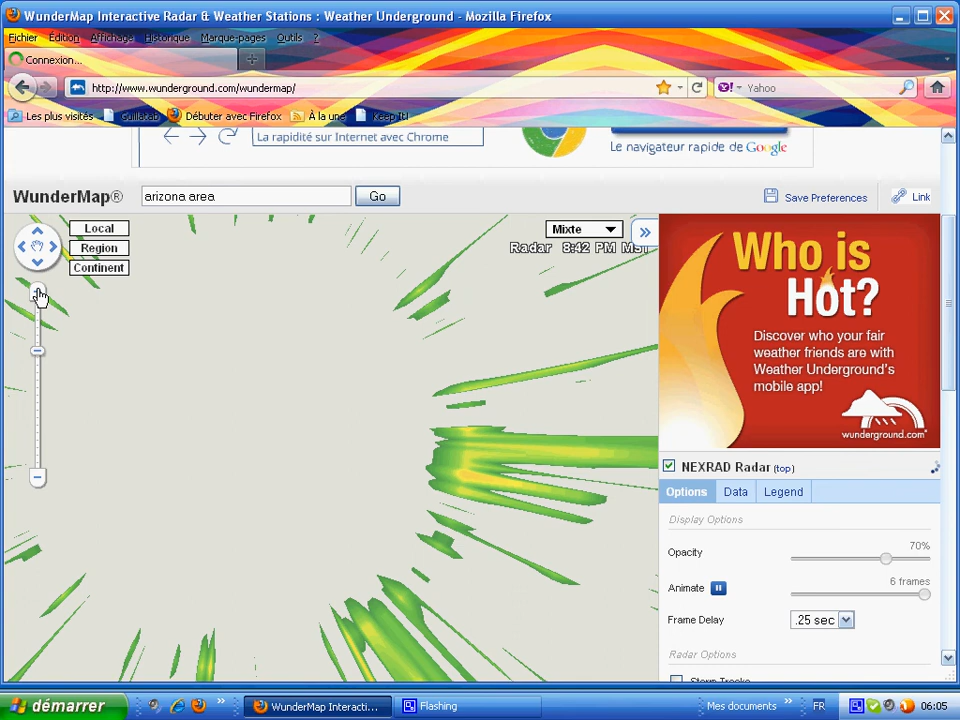 WunderMap Interactive Radar & Weather Stations : Weather Underground - Mozilla Firefox
Fichier Édition Affichage Historique Marque-pages Outils ?
Connexion...
http://www.wunderground.com/wundermap/
Y! Yahoo
Les plus visités Guillatab Débuter avec Firefox À la une Keep It!
La rapidité sur Internet avec Chrome
Le navigateur rapide de Google
WunderMap® arizona area Go Save Preferences Link
Local
Region
Continent
Mixte
Radar 8:42 PM MST
Who is
Hot?
Discover who your fair
weather friends are with
Weather Underground's
mobile app!
wunderground.com®
NEXRAD Radar (top)
Options Data Legend
Display Options
Opacity 70%
Animate 6 frames
Frame Delay .25 sec
Radar Options
Storm Tracks
démarrer WunderMap Interacti... Flashing Mes documents FR 06:05